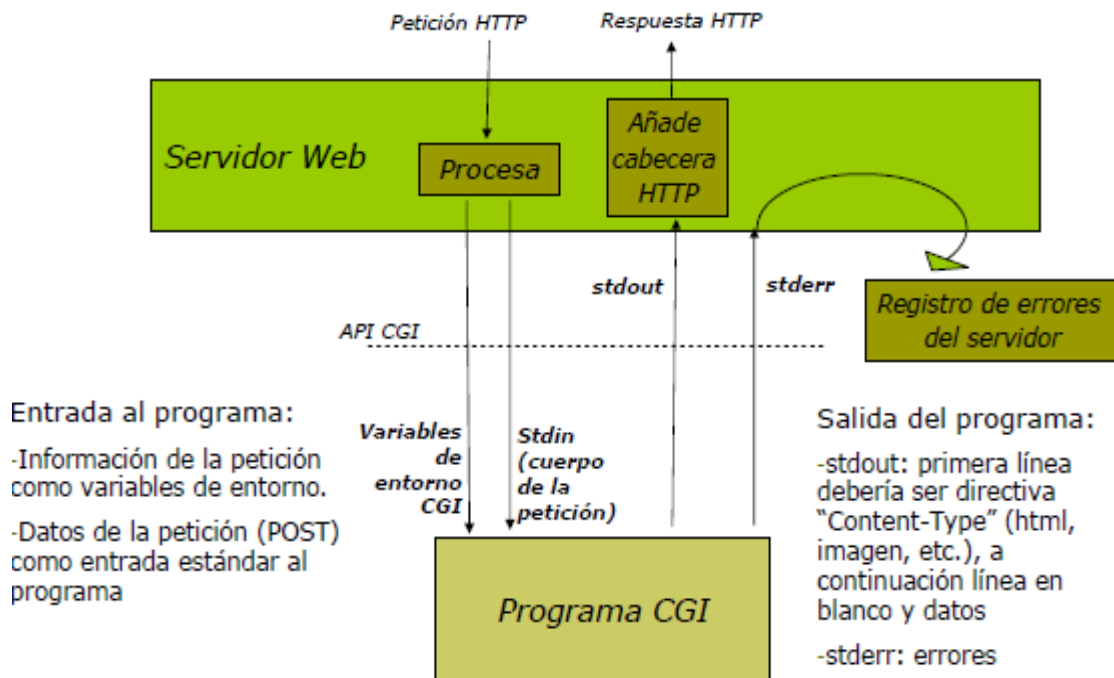 Petición HTTP
Respuesta HTTP
Servidor Web
Procesa
Añade
cabecera
HTTP
stdout
stderr
Registro de errores
del servidor
API CGI
Entrada al programa:
-Información de la petición
como variables de entorno.
-Datos de la petición (POST)
como entrada estándar al
programa
Variables
de
entorno
CGI
Stdin
(cuerpo
de la
petición)
Salida del programa:
-stdout: primera línea
debería ser directiva
“Content-Type” (html,
imagen, etc.), a
continuación línea en
blanco y datos
-stderr: errores
Programa CGI